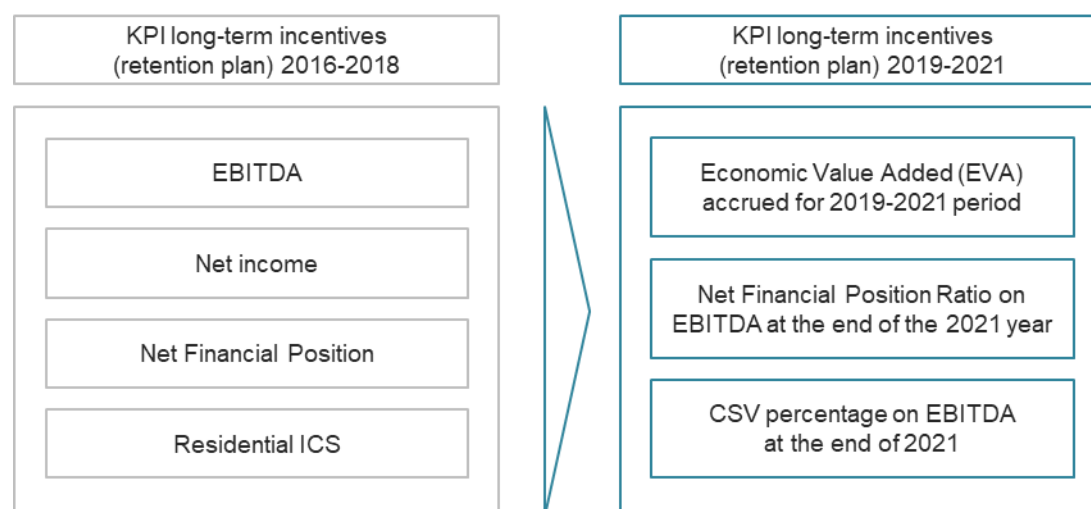 KPI long-term incentives
(retention plan) 2016-2018
EBITDA
Net income
Net Financial Position
Residential ICS
KPI long-term incentives
(retention plan) 2019-2021
Economic Value Added (EVA)
accrued for 2019-2021 period
Net Financial Position Ratio on
EBITDA at the end of the 2021 year
CSV percentage on EBITDA
at the end of 2021